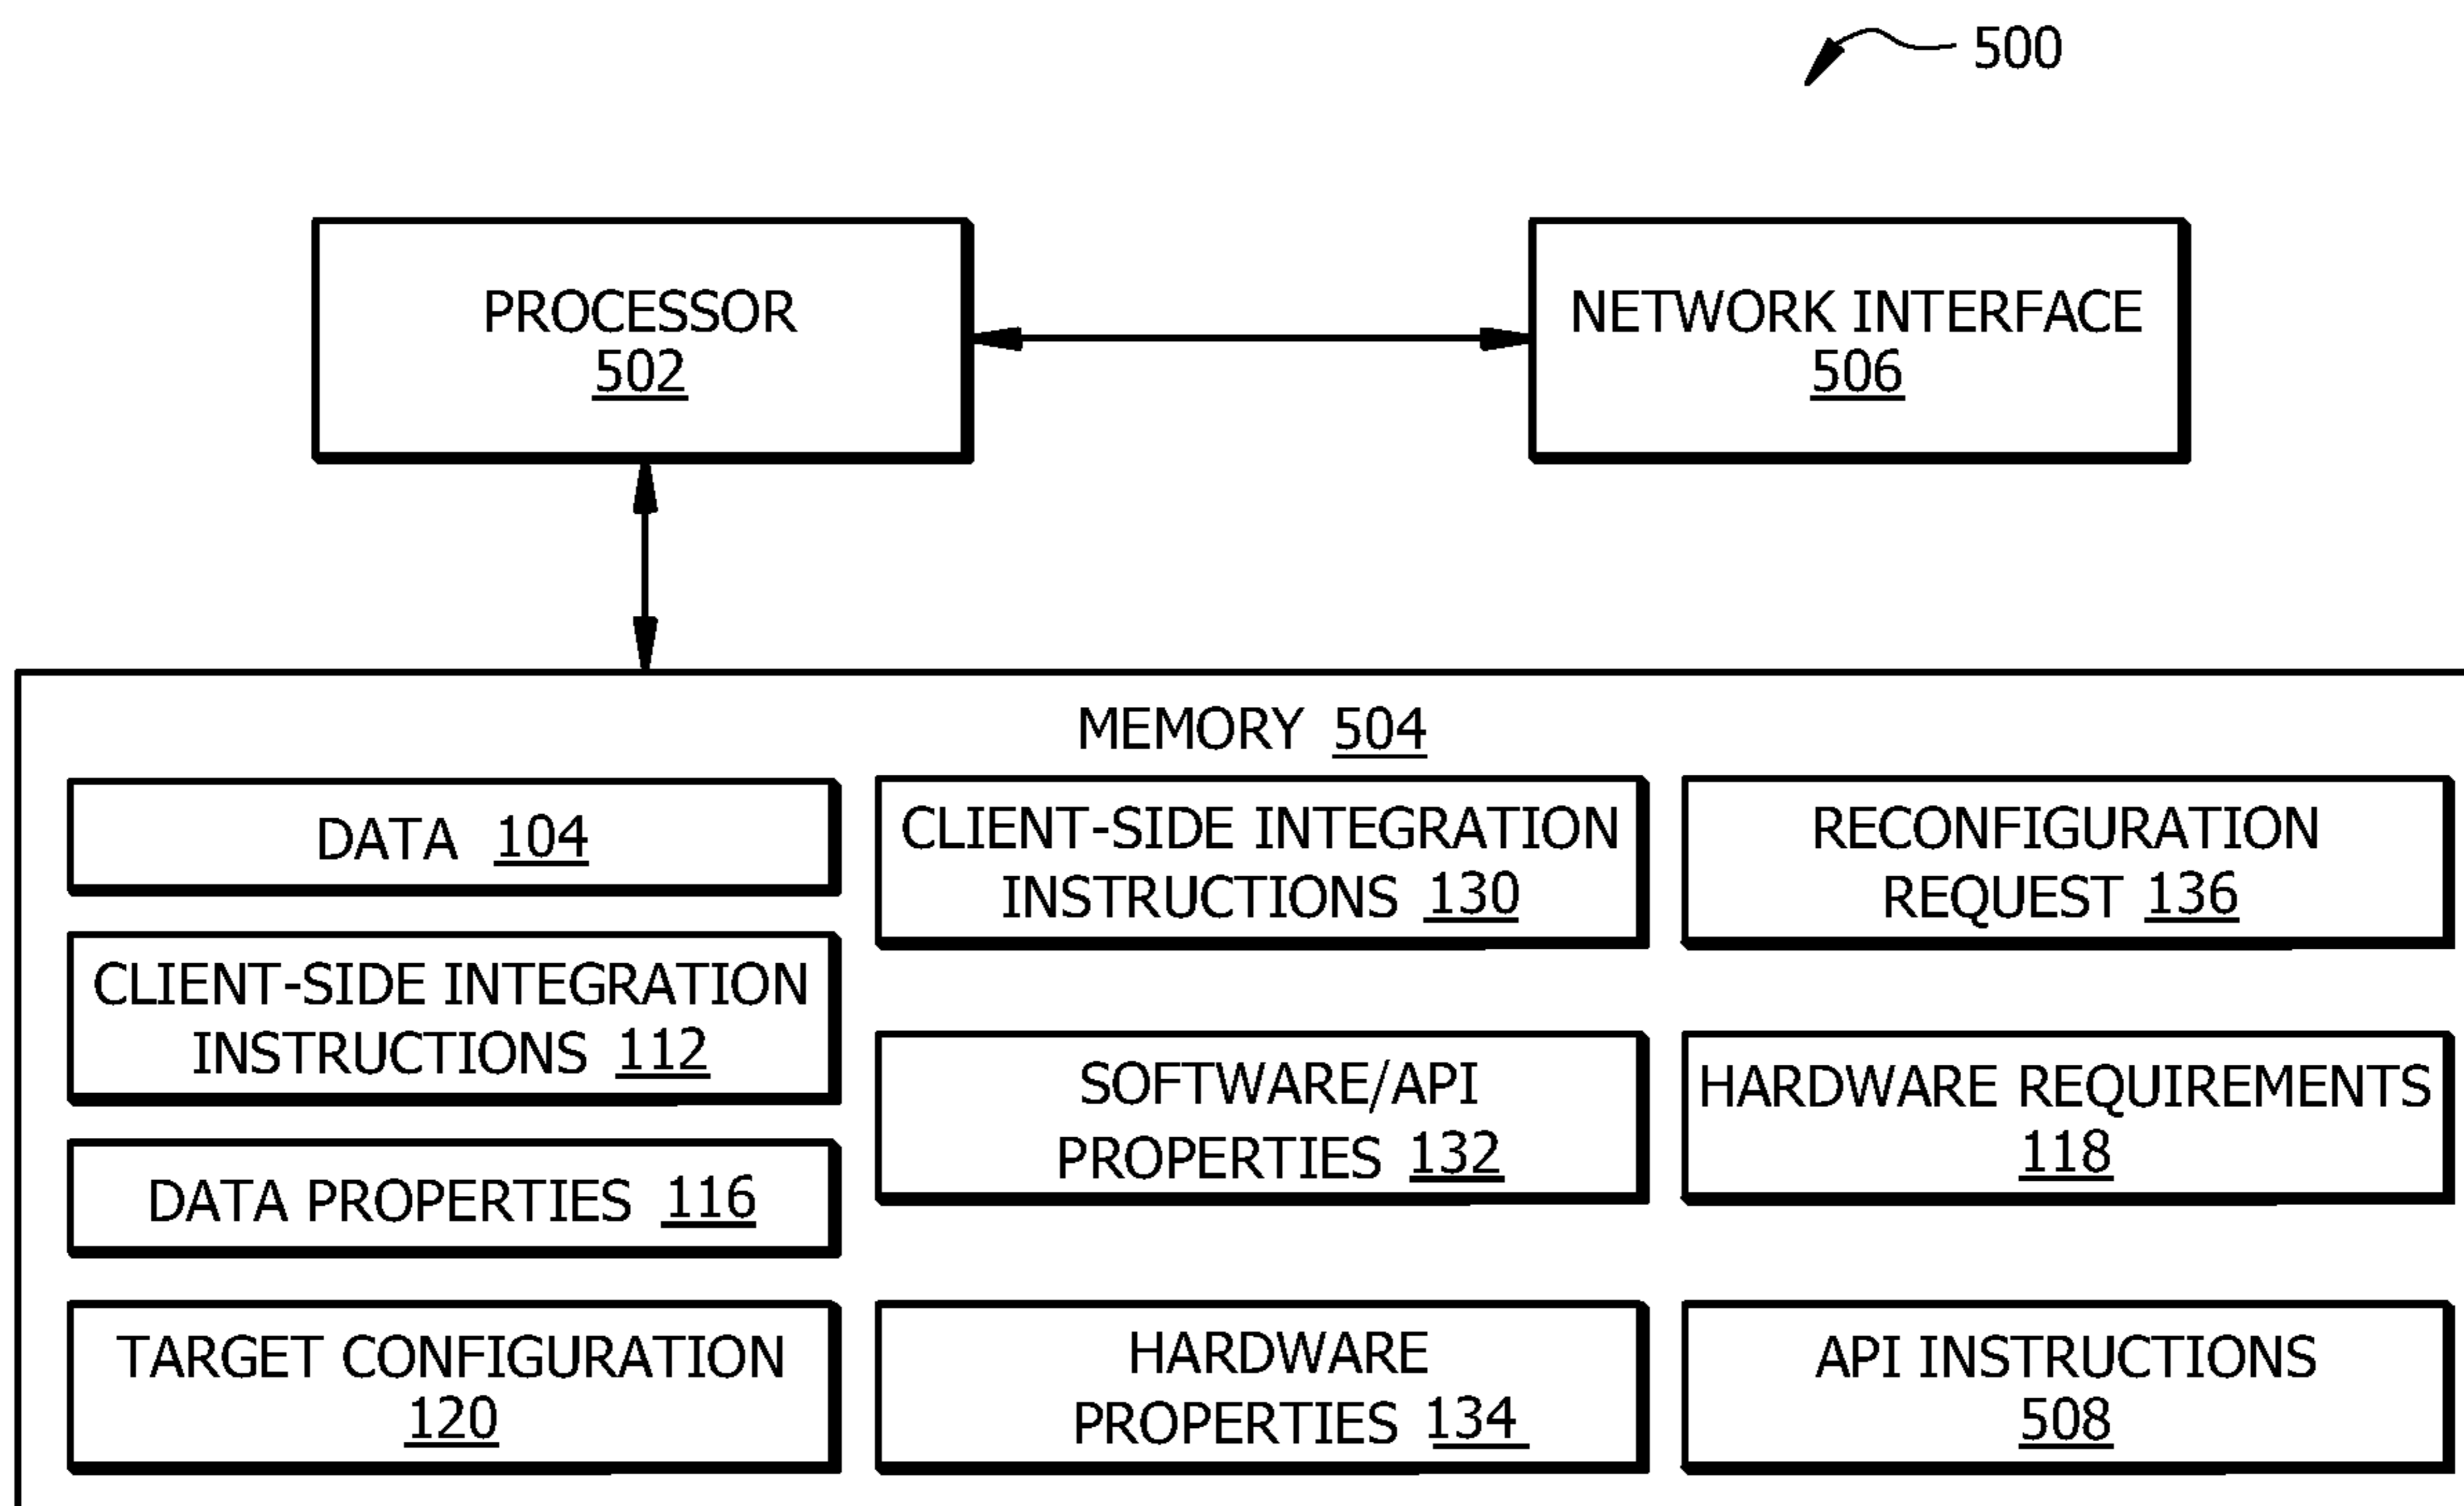 500
PROCESSOR
502
NETWORK INTERFACE
506
MEMORY 504
DATA 104
CLIENT-SIDE INTEGRATION
INSTRUCTIONS 112
DATA PROPERTIES 116
TARGET CONFIGURATION
120
CLIENT-SIDE INTEGRATION
INSTRUCTIONS 130
SOFTWARE/API
PROPERTIES 132
HARDWARE
PROPERTIES 134
RECONFIGURATION
REQUEST 136
HARDWARE REQUIREMENTS
118
API INSTRUCTIONS
508